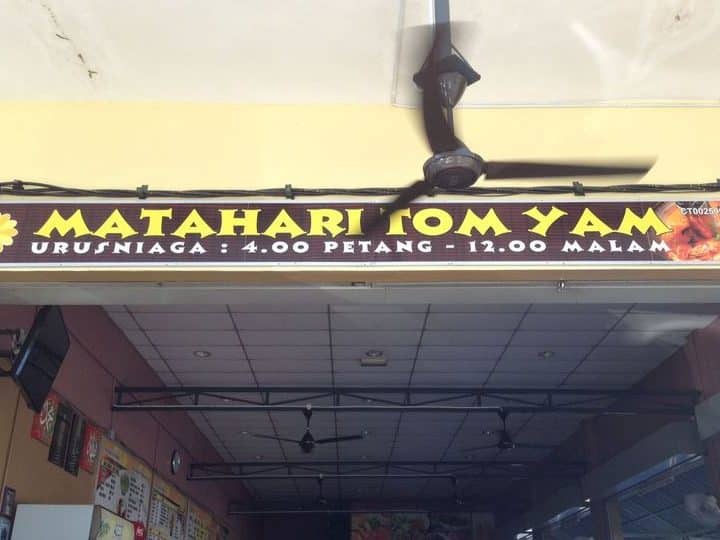 MATAHARI TOM YAM
URUSNIAGA : 4.00 PETANG - 12.00 MALAM